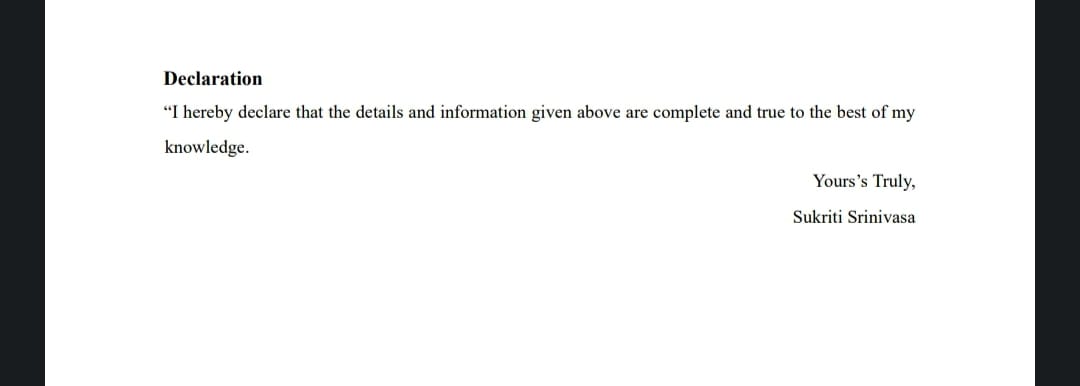 Declaration
“I hereby declare that the details and information given above are complete and true to the best of my
knowledge.
Yours’s Truly,
Sukriti Srinivasa